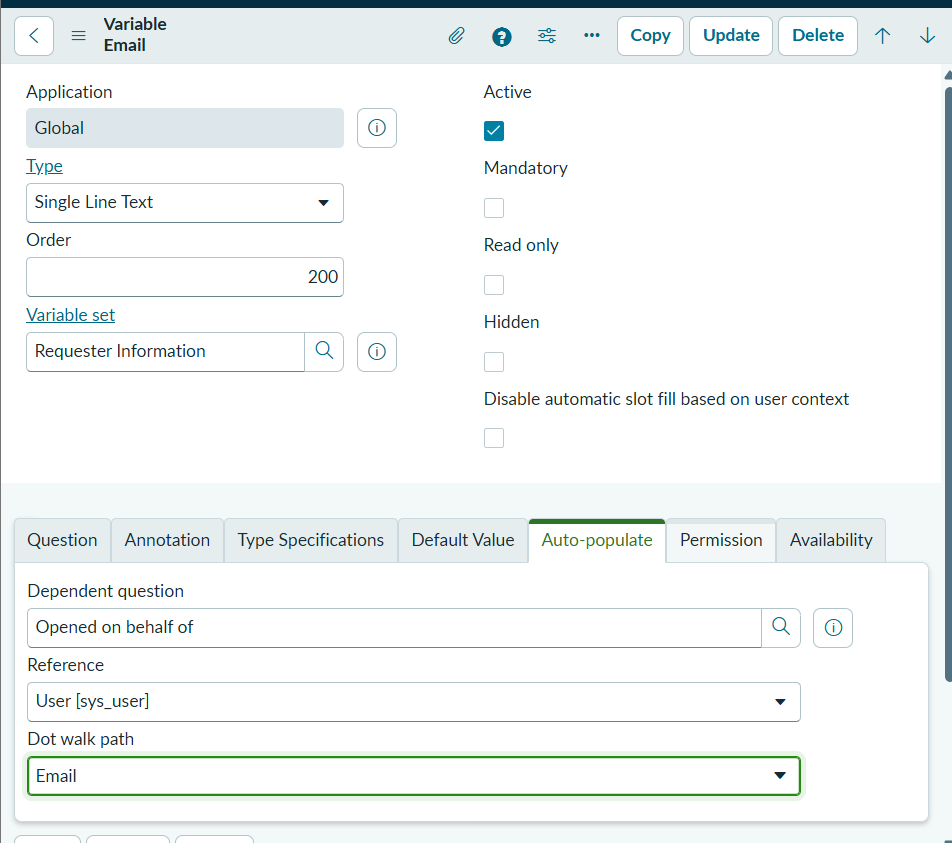 Variable
Email
Copy
Update
Delete
Application
Global
Type
Single Line Text
Order
200
Variable set
Requester Information
Active
Mandatory
Read only
Hidden
Disable automatic slot fill based on user context
Question
Annotation
Type Specifications
Default Value
Auto-populate
Permission
Availability
Dependent question
Opened on behalf of
Reference
User [sys_user]
Dot walk path
Email